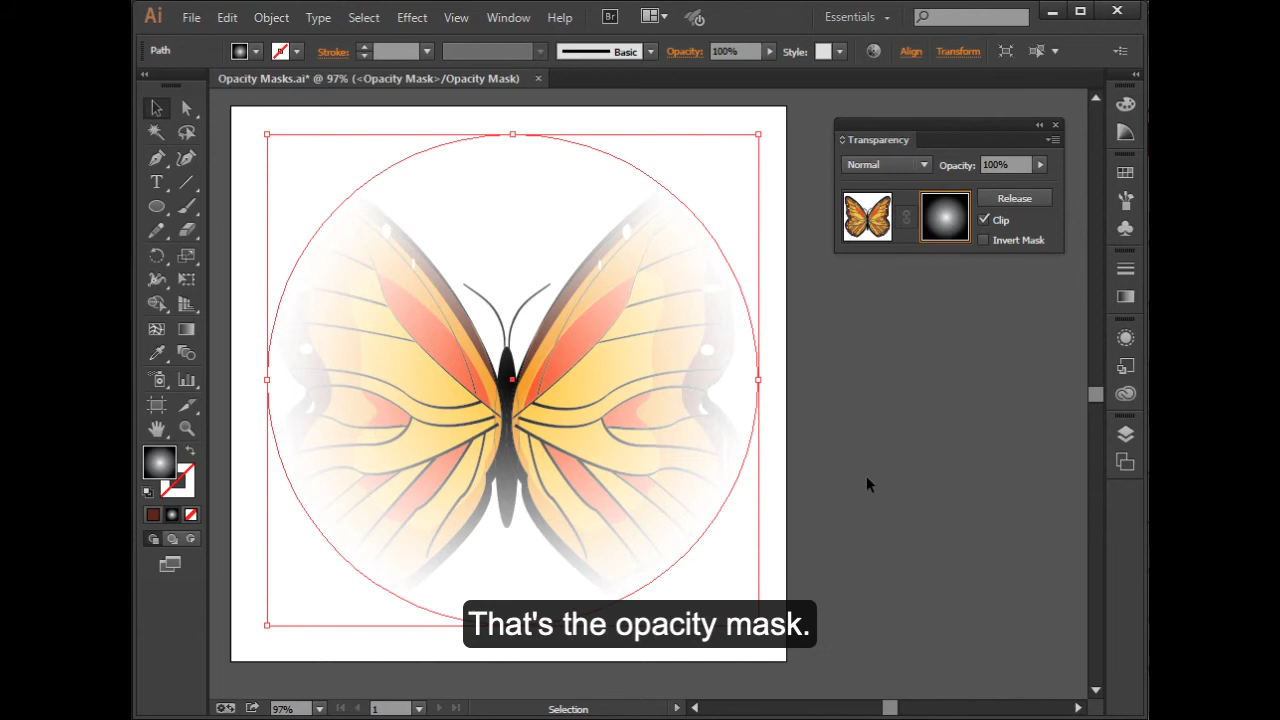 Ai File Edit Object Type Select Effect View Window Help Br Essentials
Path Stroke: Basic Opacity: 100% Style: Align Transform
Opacity Masks.ai* @ 97% (<Opacity Mask>/Opacity Mask)
Transparency
Normal Opacity: 100%
Release
Clip
Invert Mask
T
That's the opacity mask.
97% 1 Selection